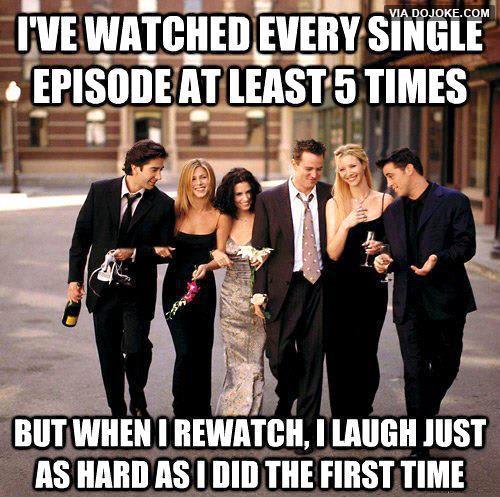 VIA DOJOKE.COM
I'VE WATCHED EVERY SINGLE
EPISODE AT LEAST 5 TIMES
BUT WHEN I REWATCH, I LAUGH JUST
AS HARD AS I DID THE FIRST TIME